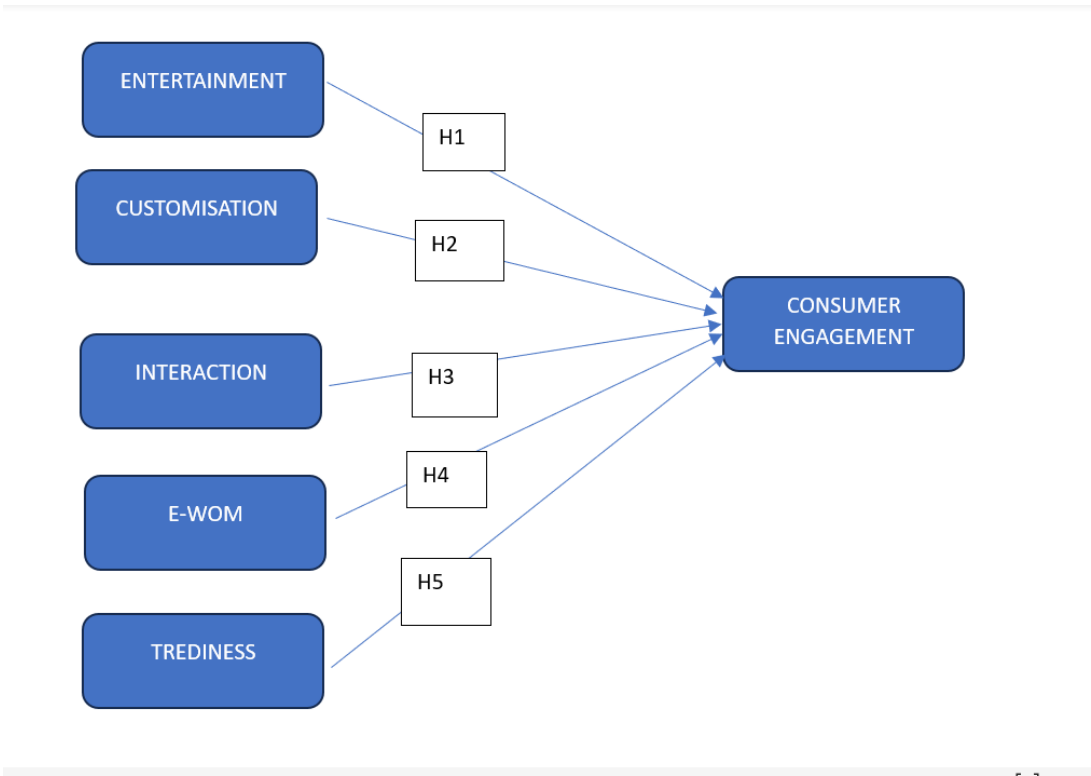 ENTERTAINMENT
H1
CUSTOMISATION
H2
CONSUMER
ENGAGEMENT
INTERACTION
H3
H4
E-WOM
H5
TREDINESS